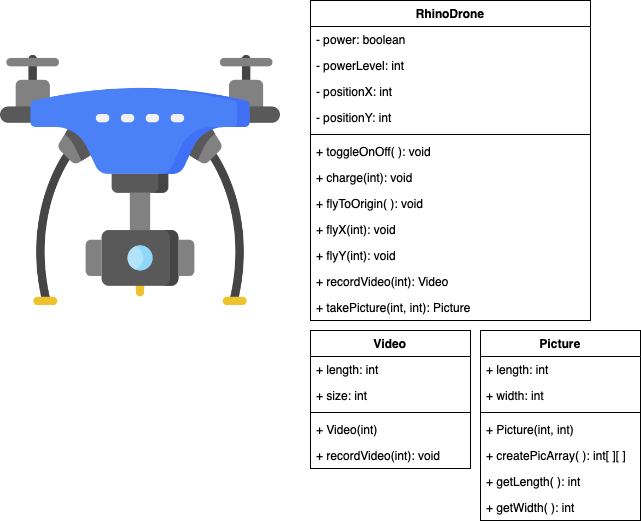 RhinoDrone
- power: boolean
- powerLevel: int
- positionX: int
- positionY: int
+ toggleOnOff( ): void
+ charge(int): void
+ flyToOrigin( ): void
+ flyX(int): void
+ flyY(int): void
+ recordVideo(int): Video
+ takePicture(int, int): Picture
Video
+ length: int
+ size: int
+ Video(int)
+ recordVideo(int): void
Picture
+ length: int
+ width: int
+ Picture(int, int)
+ createPicArray( ): int[ ][ ]
+ getLength( ): int
+ getWidth( ): int